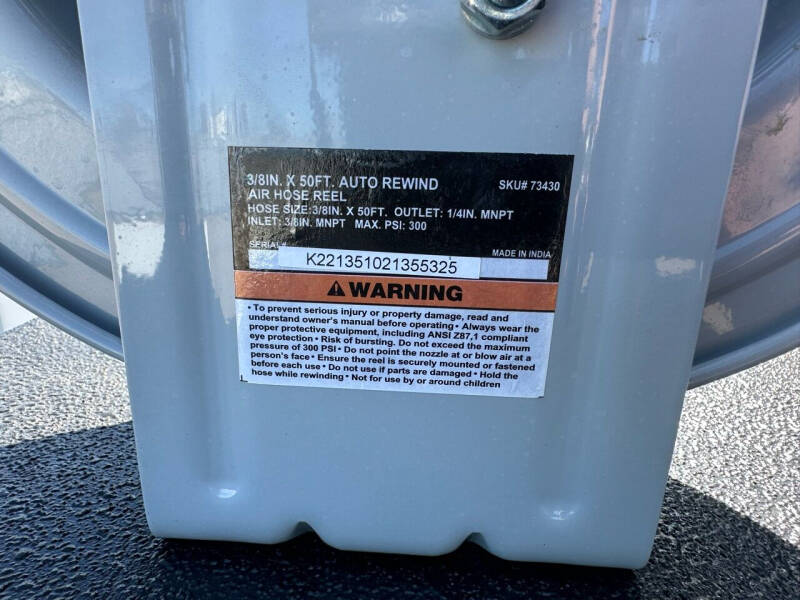 3/8IN. X 50FT. AUTO REWIND SKU# 73430
AIR HOSE REEL
HOSE SIZE:3/8IN. X 50FT. OUTLET: 1/4IN. MNPT
INLET: 3/8IN. MNPT MAX. PSI: 300
SERIAL# MADE IN INDIA
K221351021355325
WARNING
• To prevent serious injury or property damage, read and
understand owner's manual before operating • Always wear the
proper protective equipment, including ANSI Z87,1 compliant
eye protection • Risk of bursting. Do not exceed the maximum
pressure of 300 PSI • Do not point the nozzle at or blow air at a
person's face • Ensure the reel is securely mounted or fastened
before each use • Do not use if parts are damaged • Hold the
hose while rewinding • Not for use by or around children